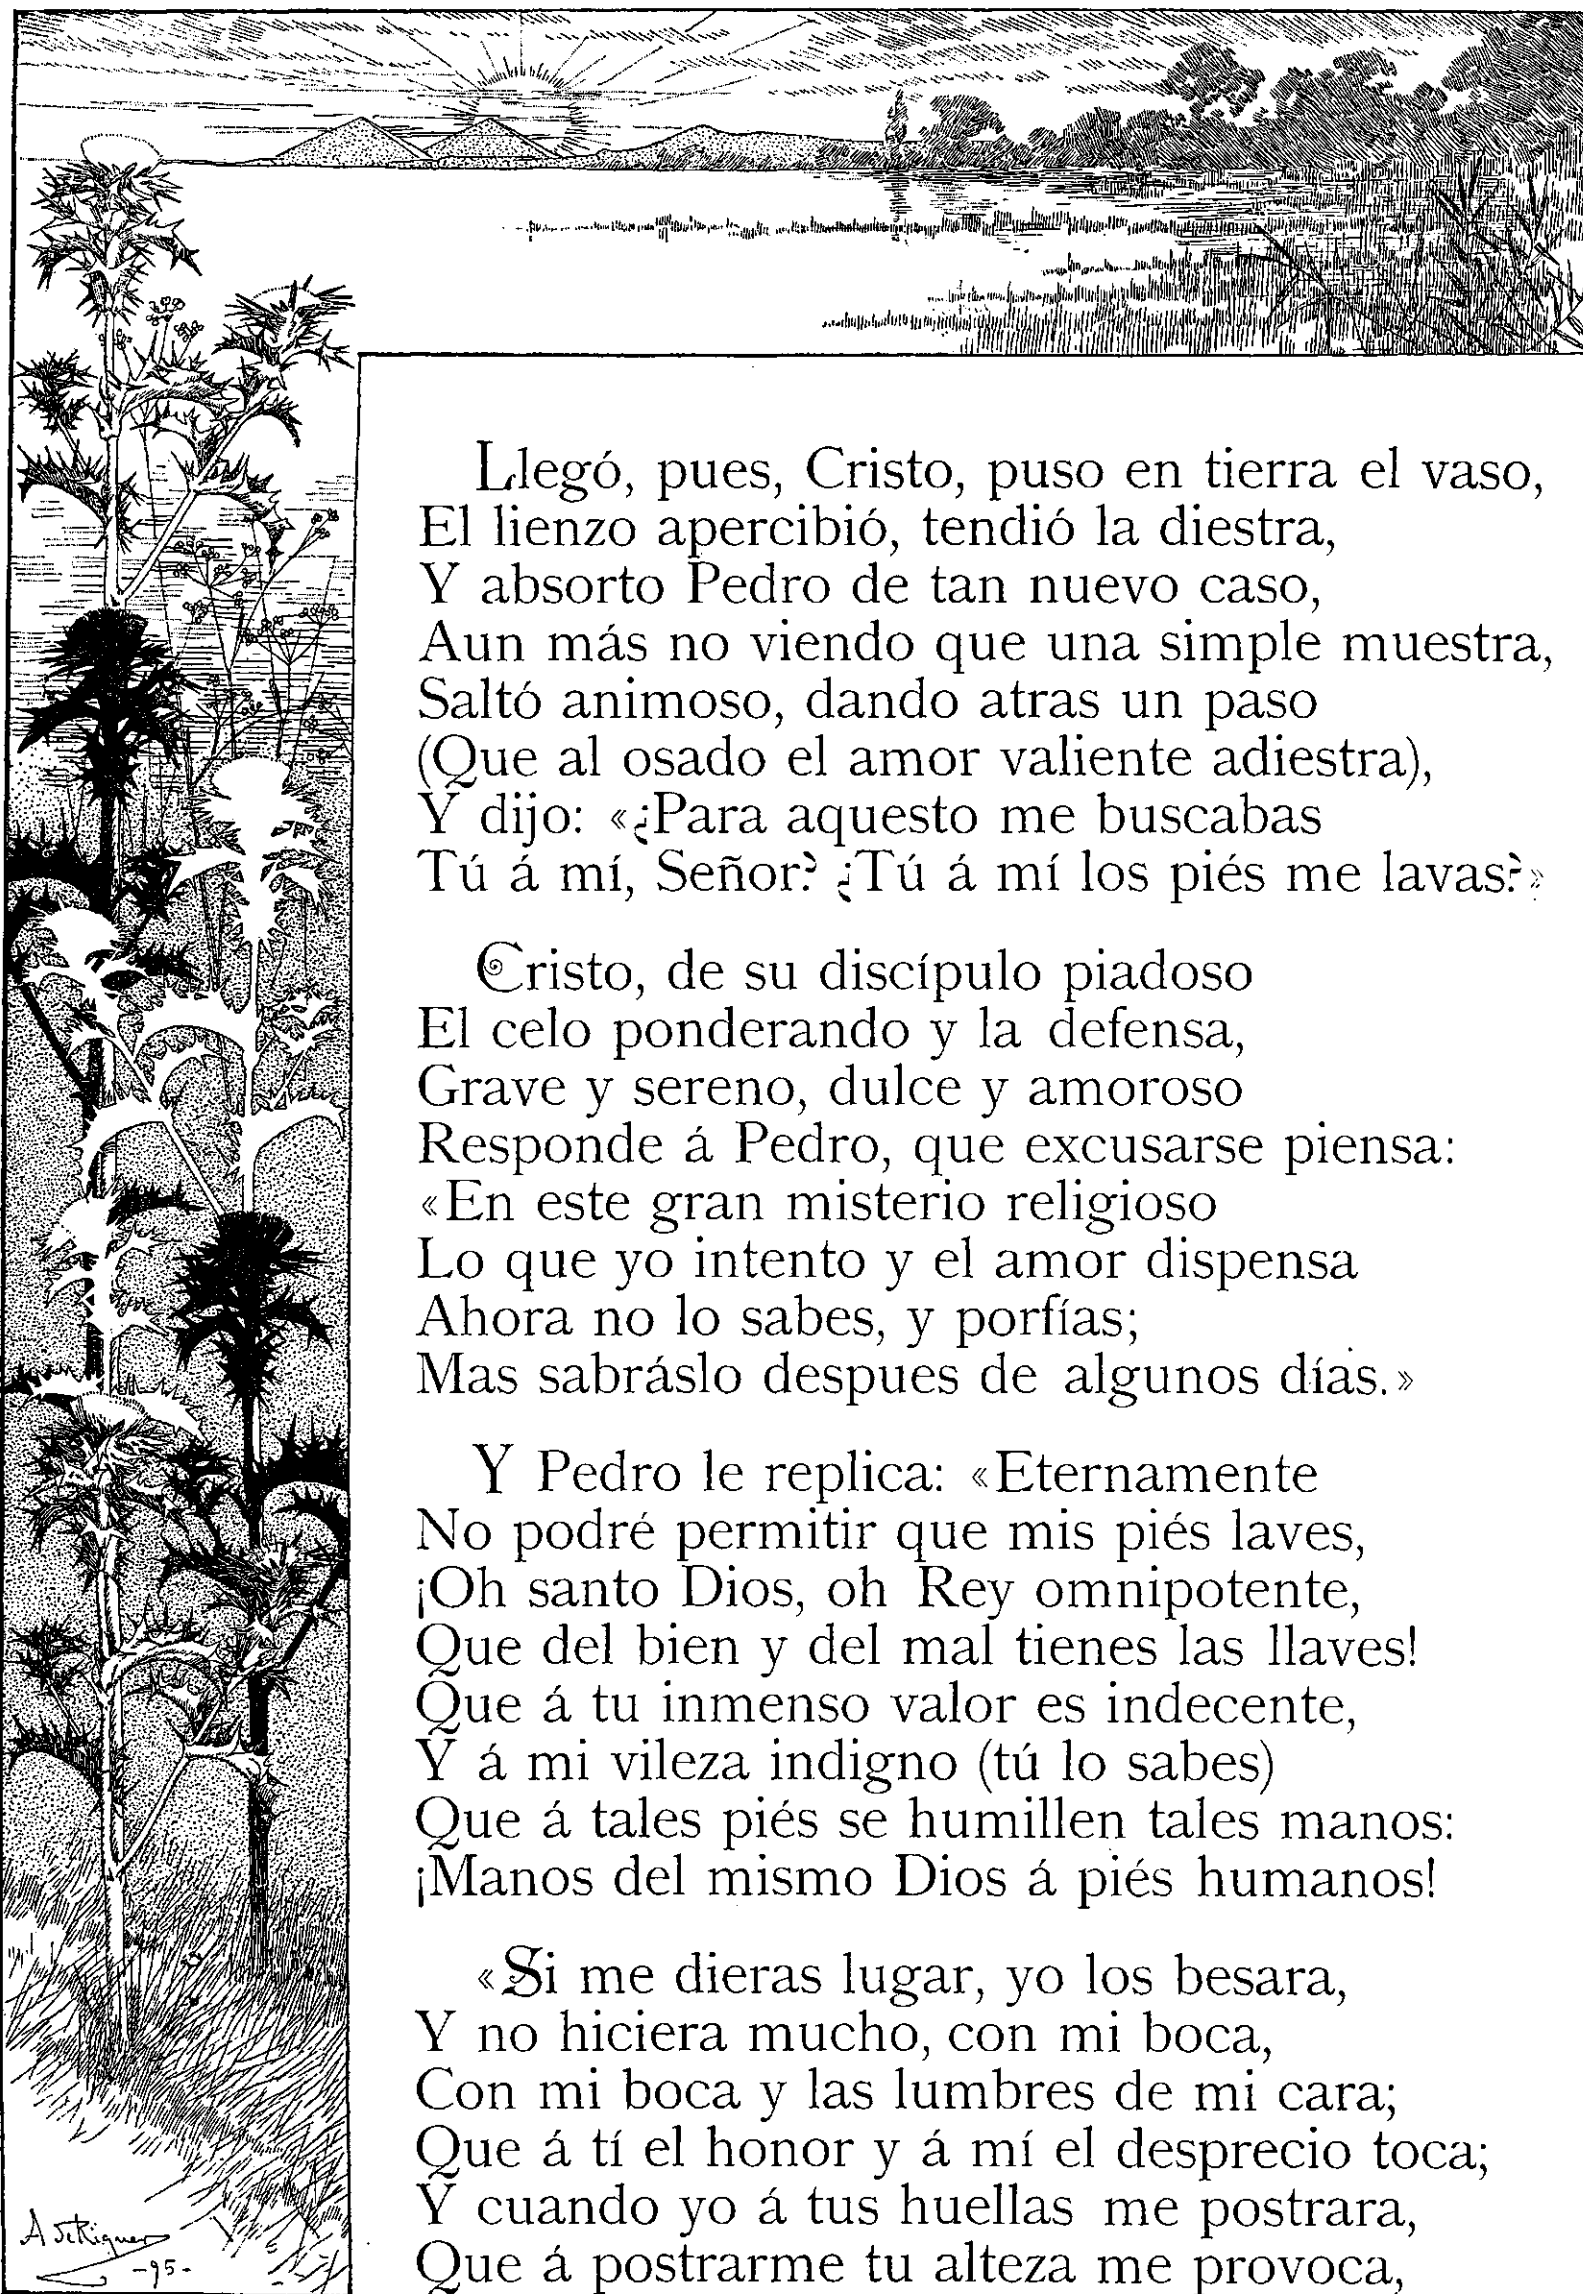 Llegó, pues, Cristo, puso en tierra el vaso,
El lienzo apercibió, tendió la diestra,
Y absorto Pedro de tan nuevo caso,
Aun más no viendo que una simple muestra,
Saltó animoso, dando atras un paso
(Que al osado el amor valiente adiestra),
Y dijo: «¿Para aquesto me buscabas
Tú á mí, Señor? ¿Tú á mí los piés me lavas?»
Cristo, de su discípulo piadoso
El celo ponderando y la defensa,
Grave y sereno, dulce y amoroso
Responde á Pedro, que excusarse piensa:
«En este gran misterio religioso
Lo que yo intento y el amor dispensa
Ahora no lo sabes, y porfías;
Mas sabráslo despues de algunos días.»
Y Pedro le replica: «Eternamente
No podré permitir que mis piés laves,
¡Oh santo Dios, oh Rey omnipotente,
Que del bien y del mal tienes las llaves!
Que á tu inmenso valor es indecente,
Y á mi vileza indigno (tú lo sabes)
Que á tales piés se humillen tales manos:
¡Manos del mismo Dios á piés humanos!
«Si me dieras lugar, yo los besara,
Y no hiciera mucho, con mi boca,
Con mi boca y las lumbres de mi cara;
Que á tí el honor y á mí el desprecio toca;
Y cuando yo á tus huellas me postrara,
Que á postrarme tu alteza me provoca,
A de Riquer
-95-